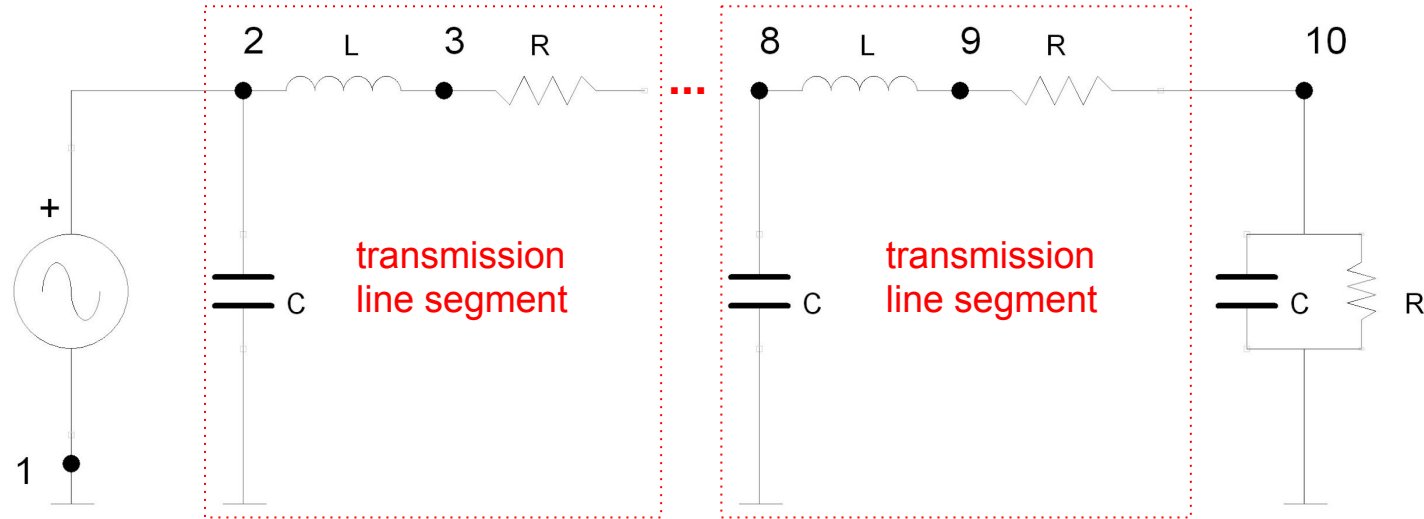 2 L 3 R ... 8 L 9 R 10
+
transmission
line segment
C
transmission
line segment
C
C R
1